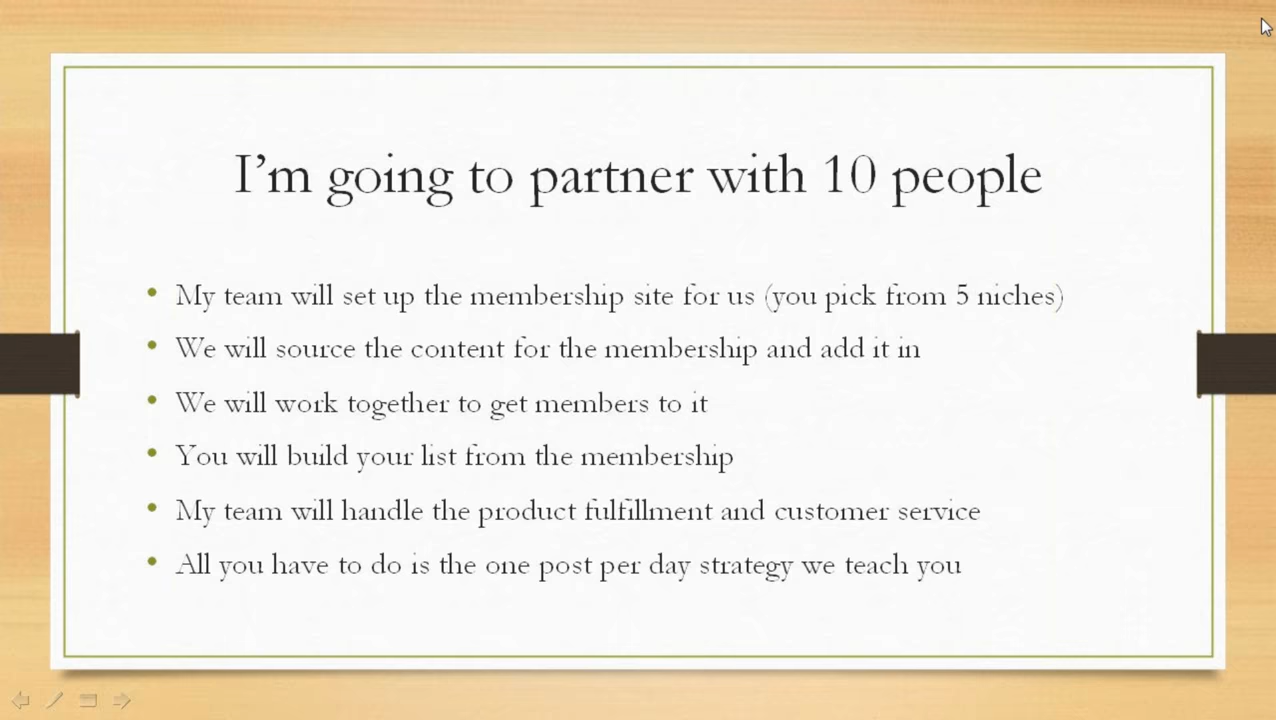 I’m going to partner with 10 people
• My team will set up the membership site for us (you pick from 5 niches)
• We will source the content for the membership and add it in
• We will work together to get members to it
• You will build your list from the membership
• My team will handle the product fulfillment and customer service
• All you have to do is the one post per day strategy we teach you